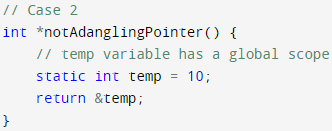 // Case 2
int *notAdanglingPointer() {
    // temp variable has a global scope
    static int temp = 10;
    return &temp;
}